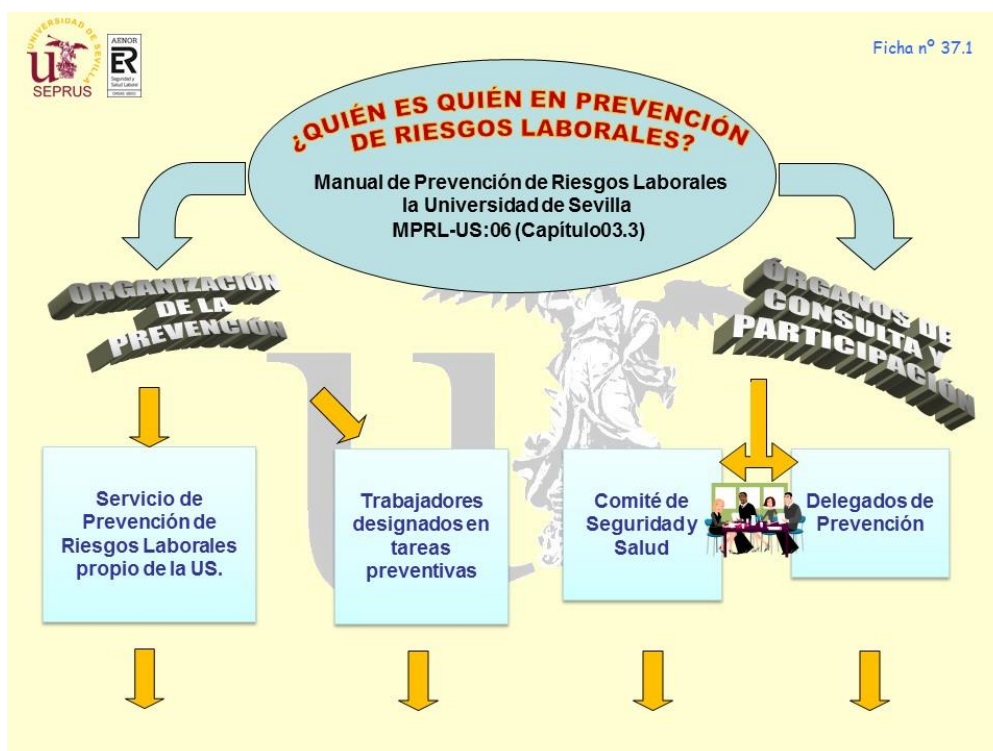 UNIVERSIDAD DE SEVILLA
SEPRUS
AENOR
ER
Seguridad y
Salud Laboral
Ficha nº 37.1
¿QUIÉN ES QUIÉN EN PREVENCIÓN
DE RIESGOS LABORALES?
Manual de Prevención de Riesgos Laborales
la Universidad de Sevilla
MPRL-US:06 (Capítulo03.3)
ORGANIZACIÓN
DE LA
PREVENCIÓN
ÓRGANOS DE
CONSULTA Y
PARTICIPACIÓN
Servicio de
Prevención de
Riesgos Laborales
propio de la US.
Trabajadores
designados en
tareas
preventivas
Comité de
Seguridad y
Salud
Delegados de
Prevención